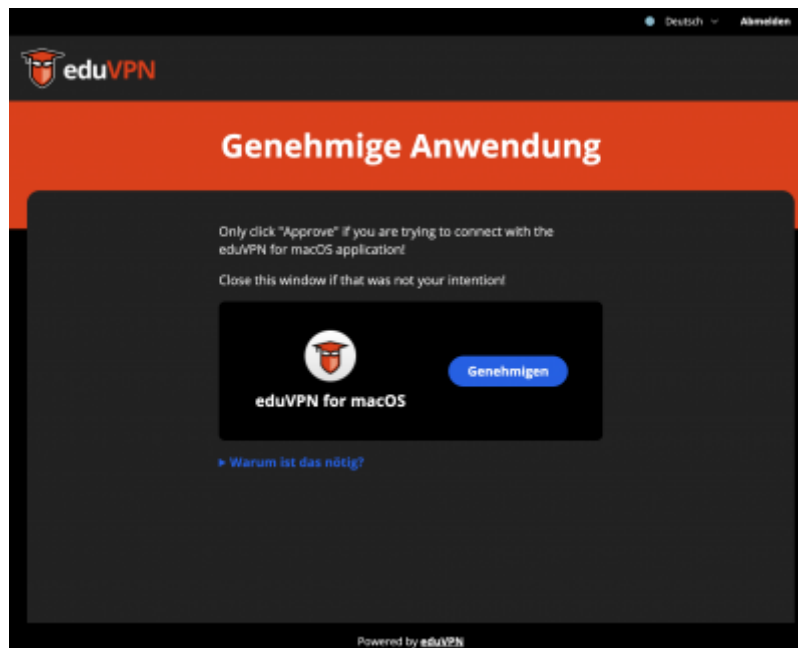 Deutsch Abmelden
eduVPN
Genehmige Anwendung
Only click "Approve" if you are trying to connect with the
eduVPN for macOS application!
Close this window if that was not your intention!
Genehmigen
eduVPN for macOS
▸ Warum ist das nötig?
Powered by eduVPN